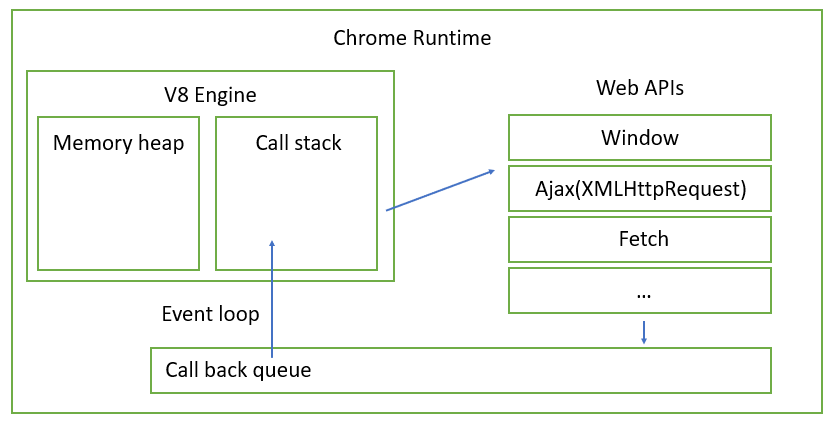 Chrome Runtime
V8 Engine
Memory heap
Call stack
Web APIs
Window
Ajax(XMLHttpRequest)
Fetch
...
Event loop
Call back queue